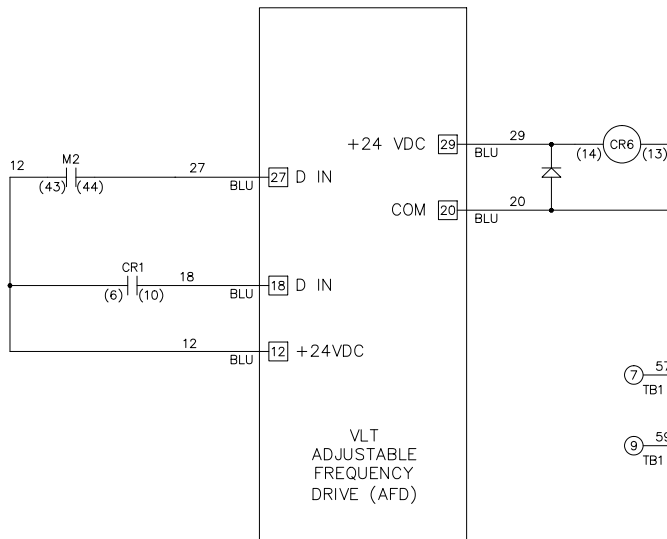 +24 VDC 29 29 BLU (14) CR6 (13)
12 M2 (43) (44) 27 BLU 27 D IN
COM 20 20 BLU
CR1 (6) (10) 18 BLU 18 D IN
12 BLU 12 +24VDC
7 57 TB1
9 59 TB1
VLT
ADJUSTABLE
FREQUENCY
DRIVE (AFD)